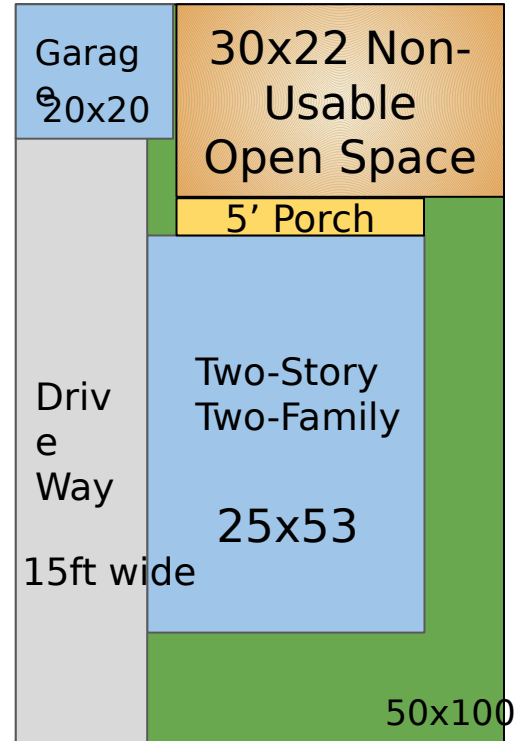 Garag
e
20x20
30x22 Non-
Usable
Open Space
5’ Porch
Two-Story
Two-Family
25x53
Driv
e
Way
15ft wide
50x100